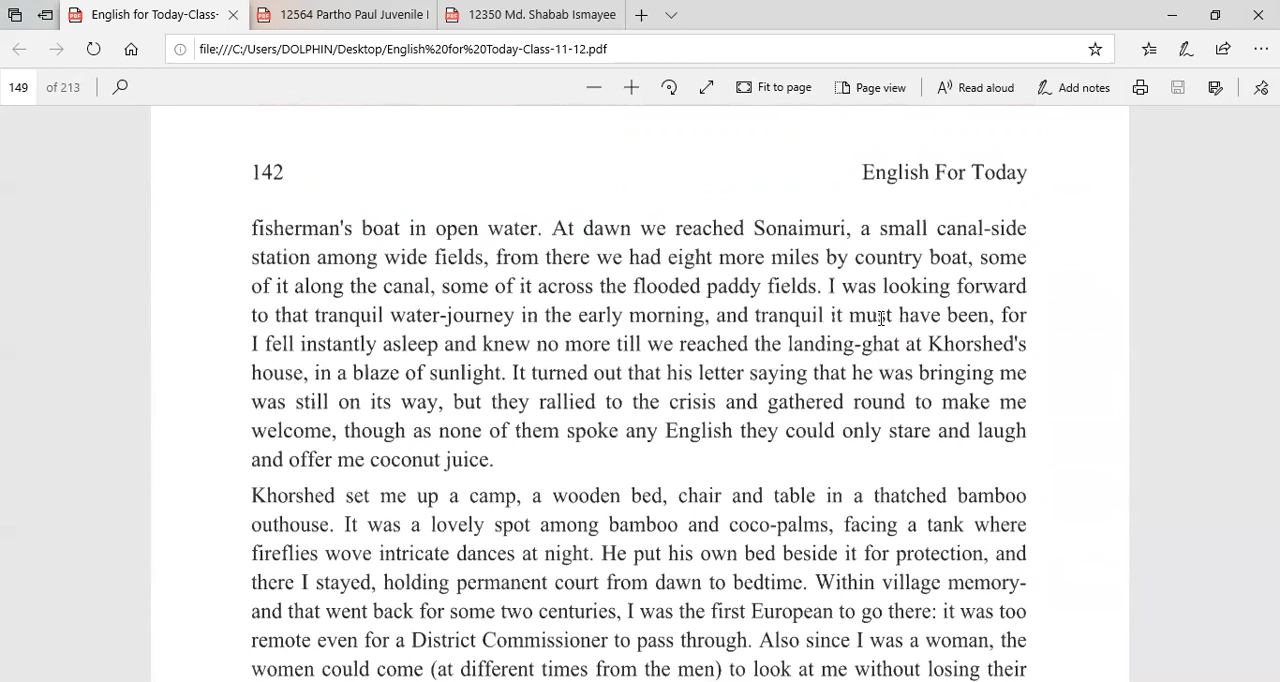 English for Today-Class-
12564 Partho Paul Juvenile I
12350 Md. Shabab Ismayee
file:///C:/Users/DOLPHIN/Desktop/English%20for%20Today-Class-11-12.pdf
149 of 213
Fit to page
Page view
Read aloud
Add notes
142 English For Today
fisherman's boat in open water. At dawn we reached Sonaimuri, a small canal-side
station among wide fields, from there we had eight more miles by country boat, some
of it along the canal, some of it across the flooded paddy fields. I was looking forward
to that tranquil water-journey in the early morning, and tranquil it must have been, for
I fell instantly asleep and knew no more till we reached the landing-ghat at Khorshed's
house, in a blaze of sunlight. It turned out that his letter saying that he was bringing me
was still on its way, but they rallied to the crisis and gathered round to make me
welcome, though as none of them spoke any English they could only stare and laugh
and offer me coconut juice.
Khorshed set me up a camp, a wooden bed, chair and table in a thatched bamboo
outhouse. It was a lovely spot among bamboo and coco-palms, facing a tank where
fireflies wove intricate dances at night. He put his own bed beside it for protection, and
there I stayed, holding permanent court from dawn to bedtime. Within village memory-
and that went back for some two centuries, I was the first European to go there: it was too
remote even for a District Commissioner to pass through. Also since I was a woman, the
women could come (at different times from the men) to look at me without losing their